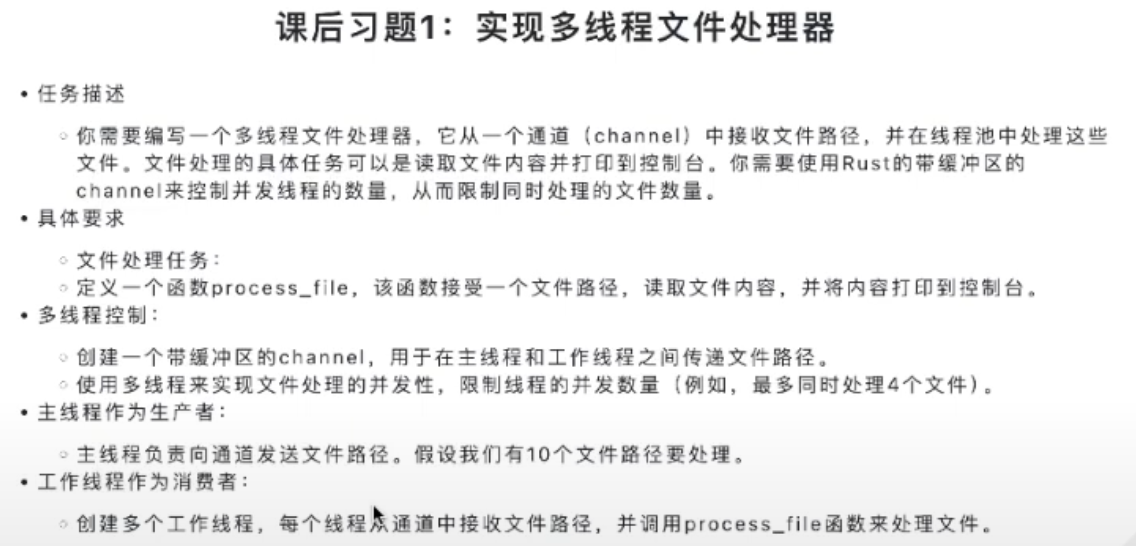 课后习题1：实现多线程文件处理器
• 任务描述
◦ 你需要编写一个多线程文件处理器，它从一个通道（channel）中接收文件路径，并在线程池中处理这些
文件。文件处理的具体任务可以是读取文件内容并打印到控制台。你需要使用Rust的带缓冲区的
channel来控制并发线程的数量，从而限制同时处理的文件数量。
• 具体要求
◦ 文件处理任务：
◦ 定义一个函数process_file，该函数接受一个文件路径，读取文件内容，并将内容打印到控制台。
• 多线程控制：
◦ 创建一个带缓冲区的channel，用于在主线程和工作线程之间传递文件路径。
◦ 使用多线程来实现文件处理的并发性，限制线程的并发数量（例如，最多同时处理4个文件）。
• 主线程作为生产者：
◦ 主线程负责向通道发送文件路径。假设我们有10个文件路径要处理。
• 工作线程作为消费者：
◦ 创建多个工作线程，每个线程从通道中接收文件路径，并调用process_file函数来处理文件。